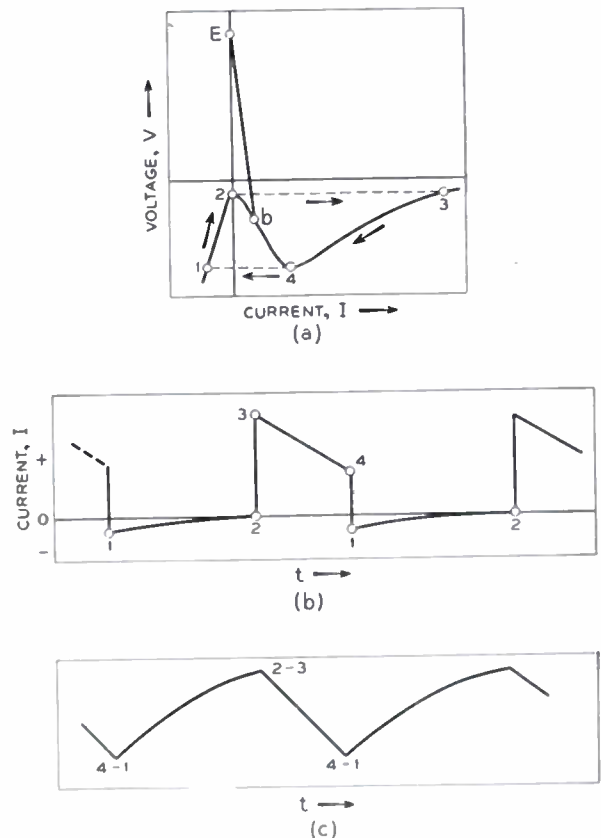 E
VOLTAGE, V
2
b
3
1
4
CURRENT, I
(a)
CURRENT, I
+
0
-
3
4
2
2
1
1
t
(b)
2-3
4-1
4-1
t
(c)